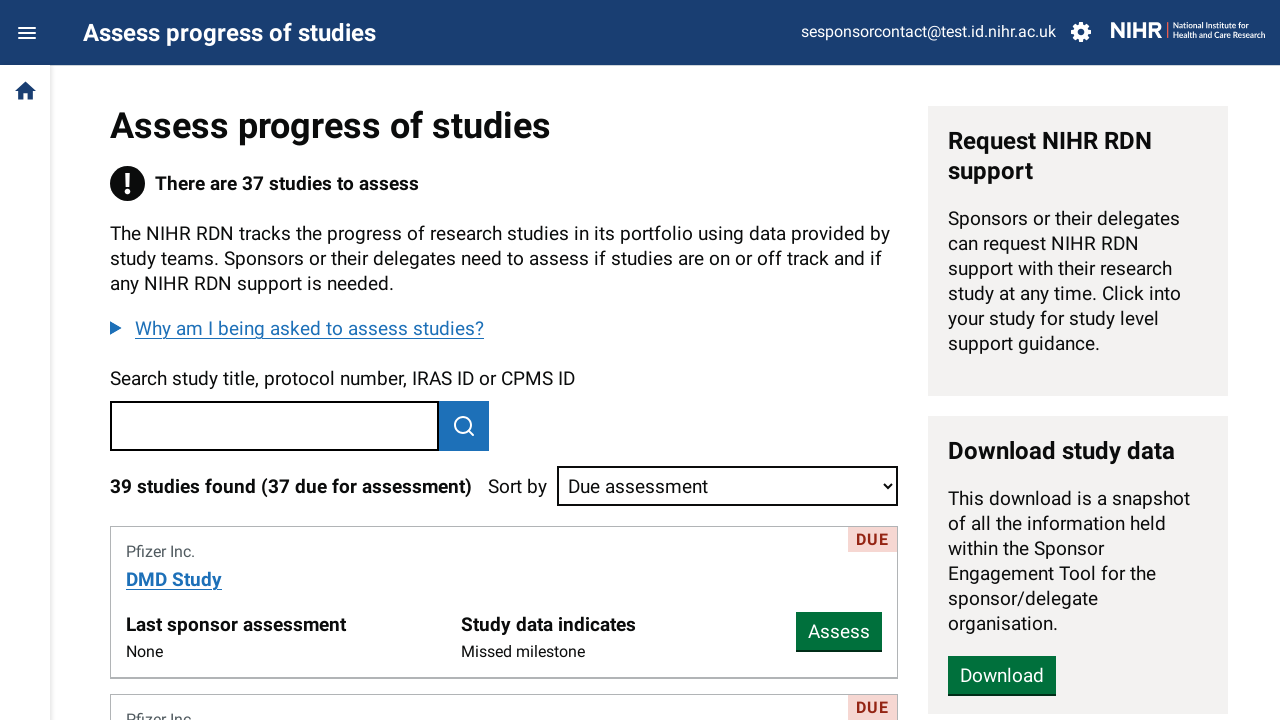 Assess progress of studies
sesponsorcontact@test.id.nihr.ac.uk
NIHR
National Institute for
Health and Care Research
Assess progress of studies
There are 37 studies to assess
The NIHR RDN tracks the progress of research studies in its portfolio using data provided by
study teams. Sponsors or their delegates need to assess if studies are on or off track and if
any NIHR RDN support is needed.
Why am I being asked to assess studies?
Search study title, protocol number, IRAS ID or CPMS ID
39 studies found (37 due for assessment)
Sort by
Due assessment
DUE
Pfizer Inc.
DMD Study
Last sponsor assessment
None
Study data indicates
Missed milestone
Assess
DUE
Pfizer Inc.
Request NIHR RDN
support
Sponsors or their delegates
can request NIHR RDN
support with their research
study at any time. Click into
your study for study level
support guidance.
Download study data
This download is a snapshot
of all the information held
within the Sponsor
Engagement Tool for the
sponsor/delegate
organisation.
Download